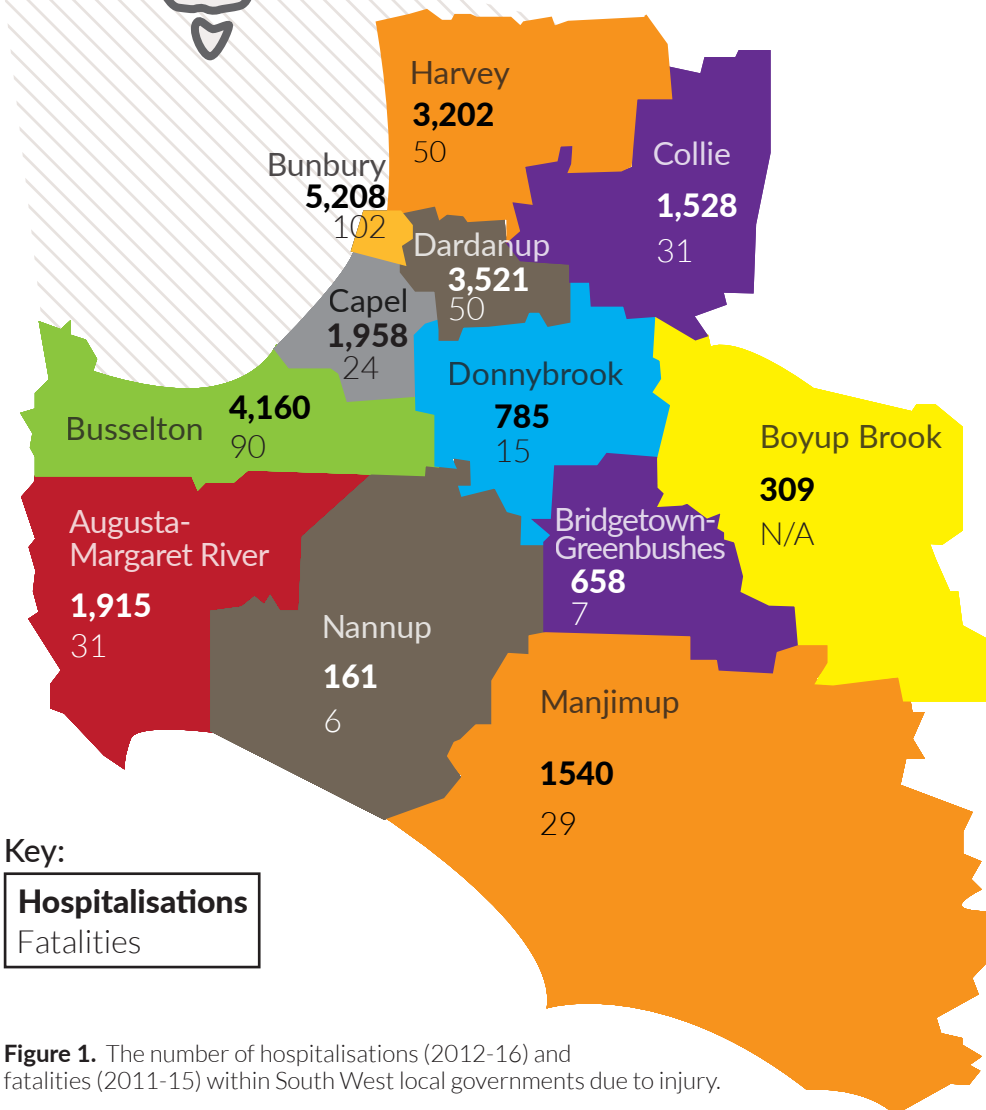 Harvey
3,202
50
Collie
1,528
31
Bunbury
5,208
102
Dardanup
3,521
50
Capel
1,958
24
Donnybrook
785
15
Busselton
4,160
90
Boyup Brook
309
N/A
Augusta-
Margaret River
1,915
31
Bridgetown-
Greenbushes
658
7
Nannup
161
6
Manjimup
1540
29
Key:
Hospitalisations
Fatalities
Figure 1. The number of hospitalisations (2012-16) and
fatalities (2011-15) within South West local governments due to injury.